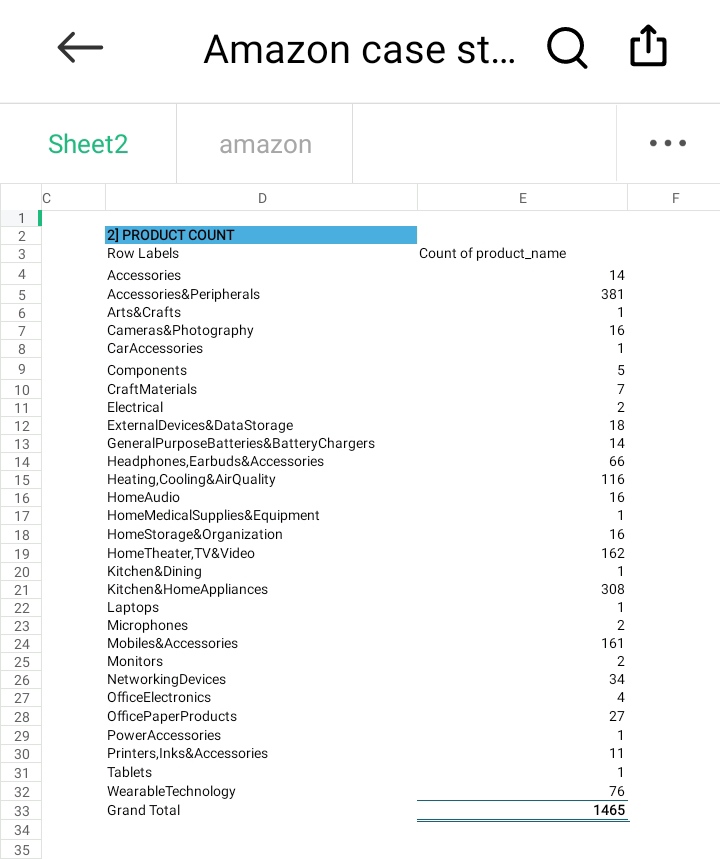 Amazon case st...
Sheet2 amazon
C D E F
1
2 2] PRODUCT COUNT
3 Row Labels Count of product_name
4 Accessories 14
5 Accessories&Peripherals 381
6 Arts&Crafts 1
7 Cameras&Photography 16
8 CarAccessories 1
9 Components 5
10 CraftMaterials 7
11 Electrical 2
12 ExternalDevices&DataStorage 18
13 GeneralPurposeBatteries&BatteryChargers 14
14 Headphones,Earbuds&Accessories 66
15 Heating,Cooling&AirQuality 116
16 HomeAudio 16
17 HomeMedicalSupplies&Equipment 1
18 HomeStorage&Organization 16
19 HomeTheater,TV&Video 162
20 Kitchen&Dining 1
21 Kitchen&HomeAppliances 308
22 Laptops 1
23 Microphones 2
24 Mobiles&Accessories 161
25 Monitors 2
26 NetworkingDevices 34
27 OfficeElectronics 4
28 OfficePaperProducts 27
29 PowerAccessories 1
30 Printers,Inks&Accessories 11
31 Tablets 1
32 WearableTechnology 76
33 Grand Total 1465
34
35